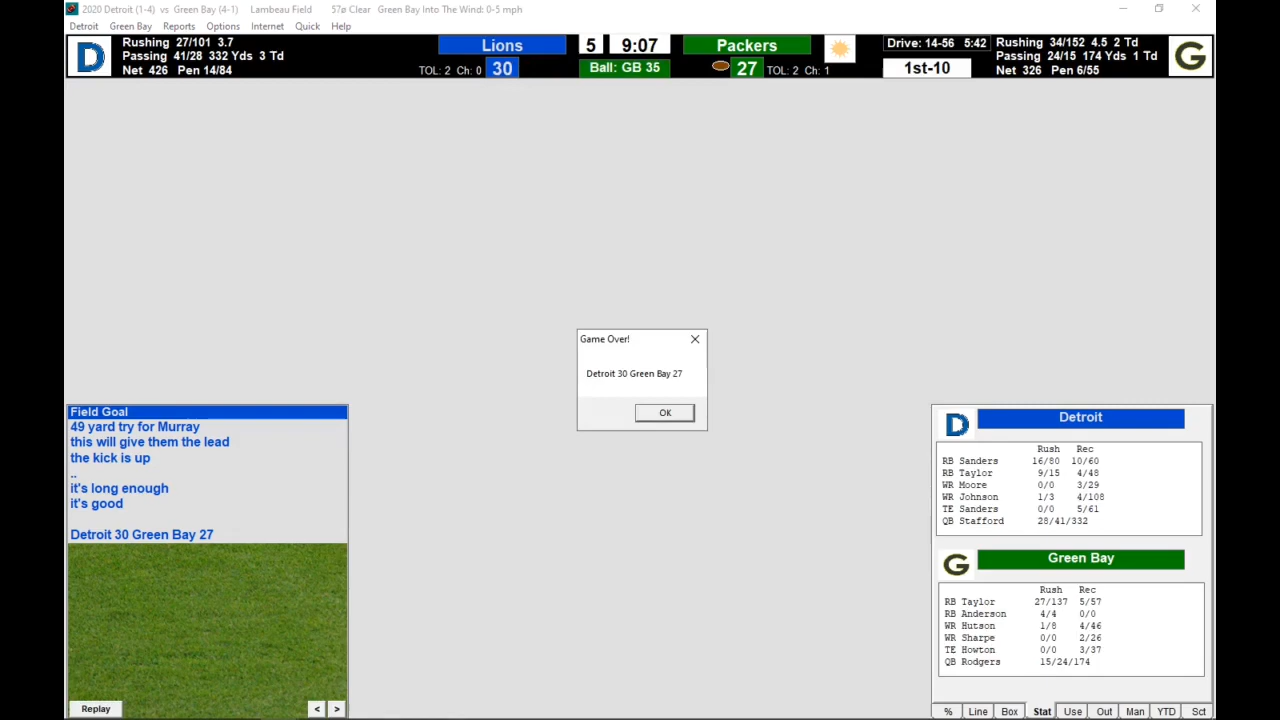 2020 Detroit (1-4) vs Green Bay (4-1) Lambeau Field 57ø Clear Green Bay Into The Wind: 0-5 mph
Detroit Green Bay Reports Options Internet Quick Help
D
Rushing 27/101 3.7
Passing 41/28 332 Yds 3 Td
Net 426 Pen 14/84
Lions 5 9:07 Packers
TOL: 2 Ch: 0 30 Ball: GB 35 27 TOL: 2 Ch: 1
Drive: 14-56 5:42
1st-10
Rushing 34/152 4.5 2 Td
Passing 24/15 174 Yds 1 Td
Net 326 Pen 6/55
G
Game Over!
Detroit 30 Green Bay 27
OK
Field Goal
49 yard try for Murray
this will give them the lead
the kick is up
..
it's long enough
it's good
Detroit 30 Green Bay 27
Replay < >
D Detroit
Rush Rec
RB Sanders 16/80 10/60
RB Taylor 9/15 4/48
WR Moore 0/0 3/29
WR Johnson 1/3 4/108
TE Sanders 0/0 5/61
QB Stafford 28/41/332
G Green Bay
Rush Rec
RB Taylor 27/137 5/57
RB Anderson 4/4 0/0
WR Hutson 1/8 4/46
WR Sharpe 0/0 2/26
TE Howton 0/0 3/37
QB Rodgers 15/24/174
% Line Box Stat Use Out Man YTD Sct